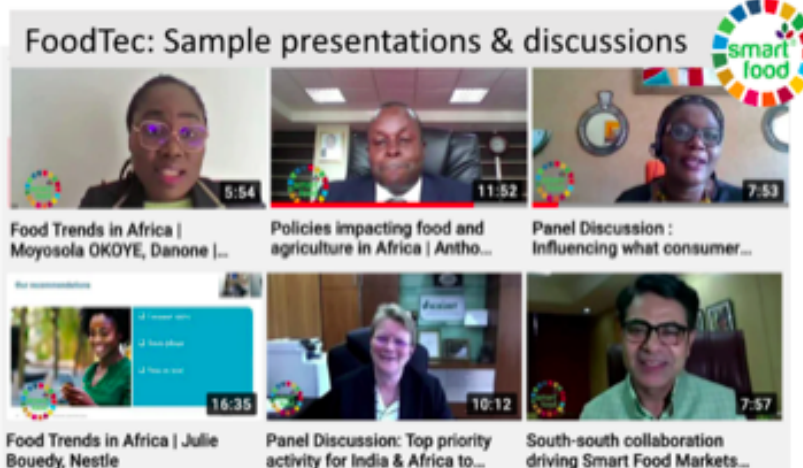 FoodTec: Sample presentations & discussions
smart
food
5:54
11:52
7:53
Food Trends in Africa |
Moyosola OKOYE, Danone |...
Policies impacting food and
agriculture in Africa | Antho...
Panel Discussion :
Influencing what consumer...
Our recommendations
16:35
10:12
7:57
Food Trends in Africa | Julie
Bouedy, Nestle
Panel Discussion: Top priority
activity for India & Africa to...
South-south collaboration
driving Smart Food Markets...